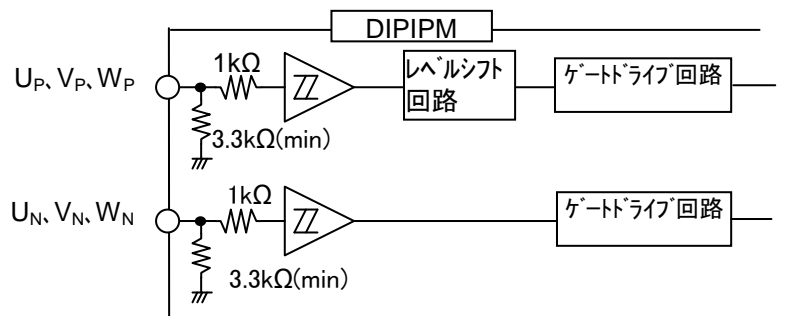 DIPIPM
1kΩ
UP、VP、WP
ﾚﾍﾞﾙｼﾌﾄ
回路
ｹﾞｰﾄﾄﾞﾗｲﾌﾞ回路
3.3kΩ(min)
1kΩ
UN、VN、WN
ｹﾞｰﾄﾄﾞﾗｲﾌﾞ回路
3.3kΩ(min)